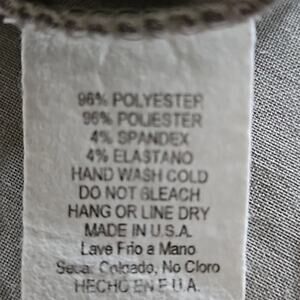 96% POLYESTER
96% POLIESTER
4% SPANDEX
4% ELASTANO
HAND WASH COLD
DO NOT BLEACH
HANG OR LINE DRY
MADE IN U.S.A.
Lave Frio a Mano
Secar Colgado, No Cloro
HECHO EN E.U.A.